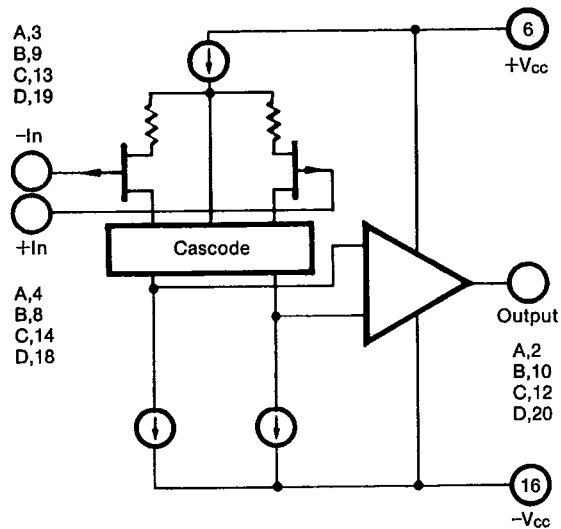 A,3
B,9
C,13
D,19
6
+Vcc
–In
+In
Cascode
A,4
B,8
C,14
D,18
Output
A,2
B,10
C,12
D,20
16
–Vcc